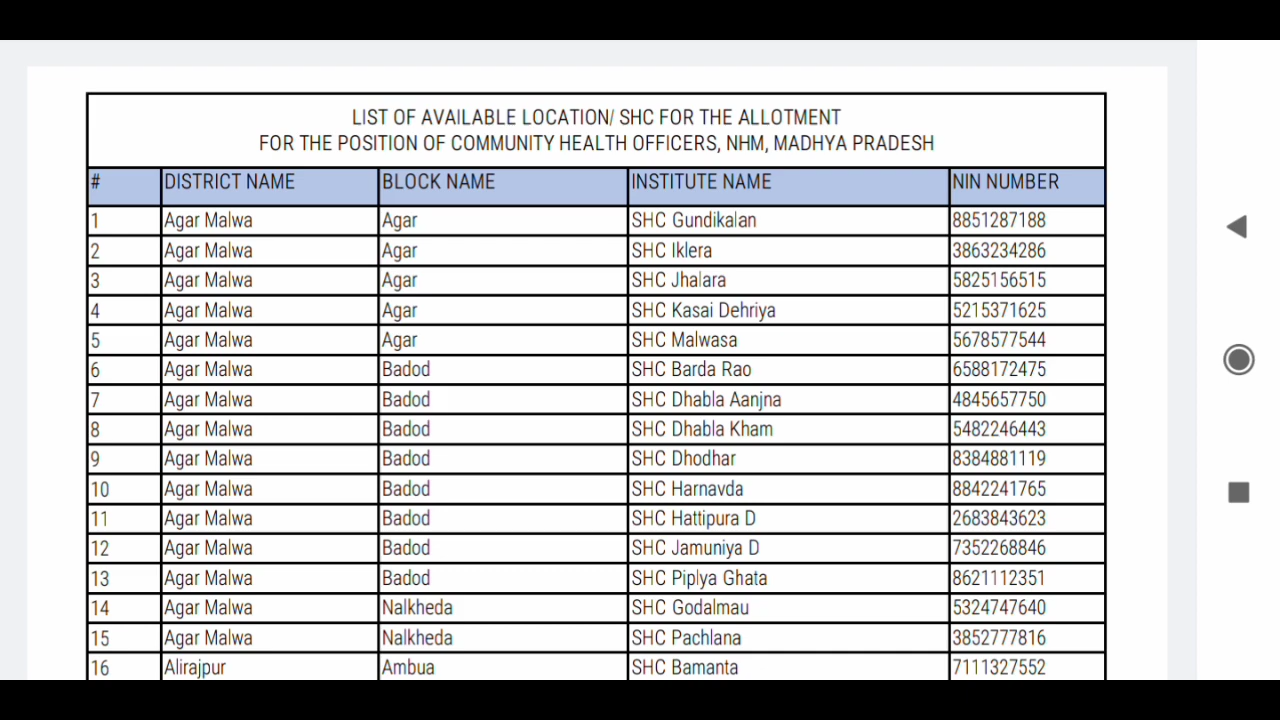 LIST OF AVAILABLE LOCATION/ SHC FOR THE ALLOTMENT
FOR THE POSITION OF COMMUNITY HEALTH OFFICERS, NHM, MADHYA PRADESH
# DISTRICT NAME BLOCK NAME INSTITUTE NAME NIN NUMBER
1 Agar Malwa Agar SHC Gundikalan 8851287188
2 Agar Malwa Agar SHC Iklera 3863234286
3 Agar Malwa Agar SHC Jhalara 5825156515
4 Agar Malwa Agar SHC Kasai Dehriya 5215371625
5 Agar Malwa Agar SHC Malwasa 5678577544
6 Agar Malwa Badod SHC Barda Rao 6588172475
7 Agar Malwa Badod SHC Dhabla Aanjna 4845657750
8 Agar Malwa Badod SHC Dhabla Kham 5482246443
9 Agar Malwa Badod SHC Dhodhar 8384881119
10 Agar Malwa Badod SHC Harnavda 8842241765
11 Agar Malwa Badod SHC Hattipura D 2683843623
12 Agar Malwa Badod SHC Jamuniya D 7352268846
13 Agar Malwa Badod SHC Piplya Ghata 8621112351
14 Agar Malwa Nalkheda SHC Godalmau 5324747640
15 Agar Malwa Nalkheda SHC Pachlana 3852777816
16 Alirajpur Ambua SHC Bamanta 7111327552